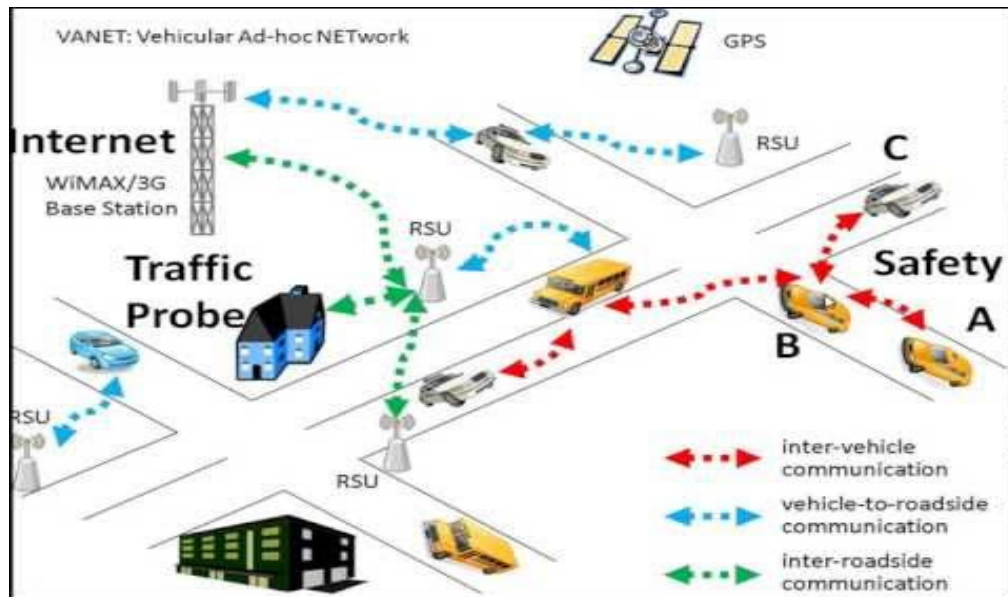 VANET: Vehicular Ad-hoc NETwork
GPS
Internet
WiMAX/3G
Base Station
RSU
C
RSU
Traffic
Probe
Safety
A
B
RSU
RSU
inter-vehicle
communication
vehicle-to-roadside
communication
inter-roadside
communication